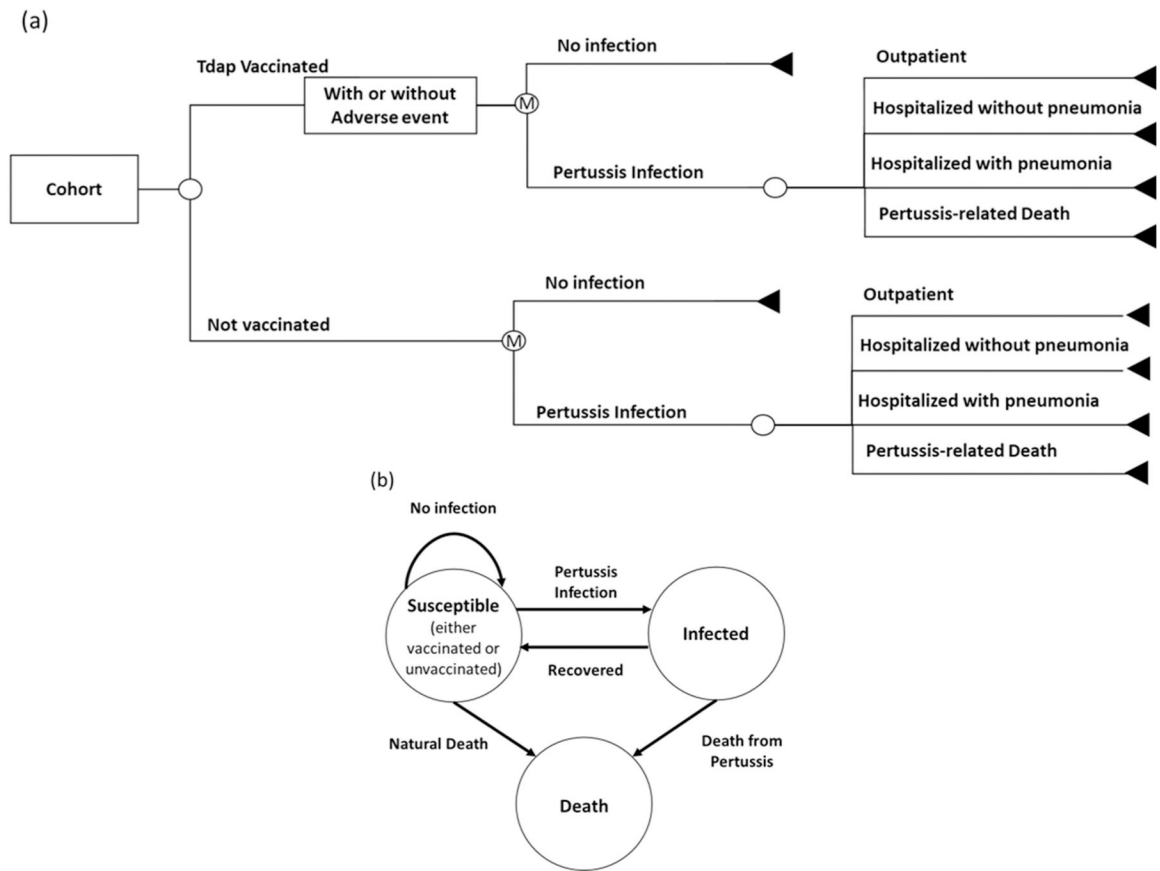 (a)
Cohort
Tdap Vaccinated
With or without
Adverse event
M
No infection
Pertussis Infection
Outpatient
Hospitalized without pneumonia
Hospitalized with pneumonia
Pertussis-related Death
Not vaccinated
M
No infection
Pertussis Infection
Outpatient
Hospitalized without pneumonia
Hospitalized with pneumonia
Pertussis-related Death
(b)
No infection
Susceptible
(either
vaccinated or
unvaccinated)
Pertussis
Infection
Recovered
Infected
Natural Death
Death from
Pertussis
Death